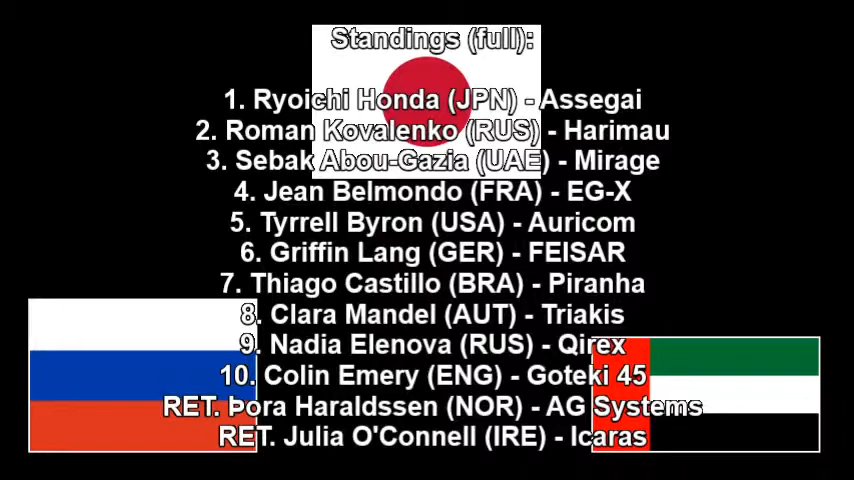 Standings (full):
1. Ryoichi Honda (JPN) - Assegai
2. Roman Kovalenko (RUS) - Harimau
3. Sebak Abou-Gazia (UAE) - Mirage
4. Jean Belmondo (FRA) - EG-X
5. Tyrrell Byron (USA) - Auricom
6. Griffin Lang (GER) - FEISAR
7. Thiago Castillo (BRA) - Piranha
8. Clara Mandel (AUT) - Triakis
9. Nadia Elenova (RUS) - Qirex
10. Colin Emery (ENG) - Goteki 45
RET. Þora Haraldssen (NOR) - AG Systems
RET. Julia O'Connell (IRE) - Icaras